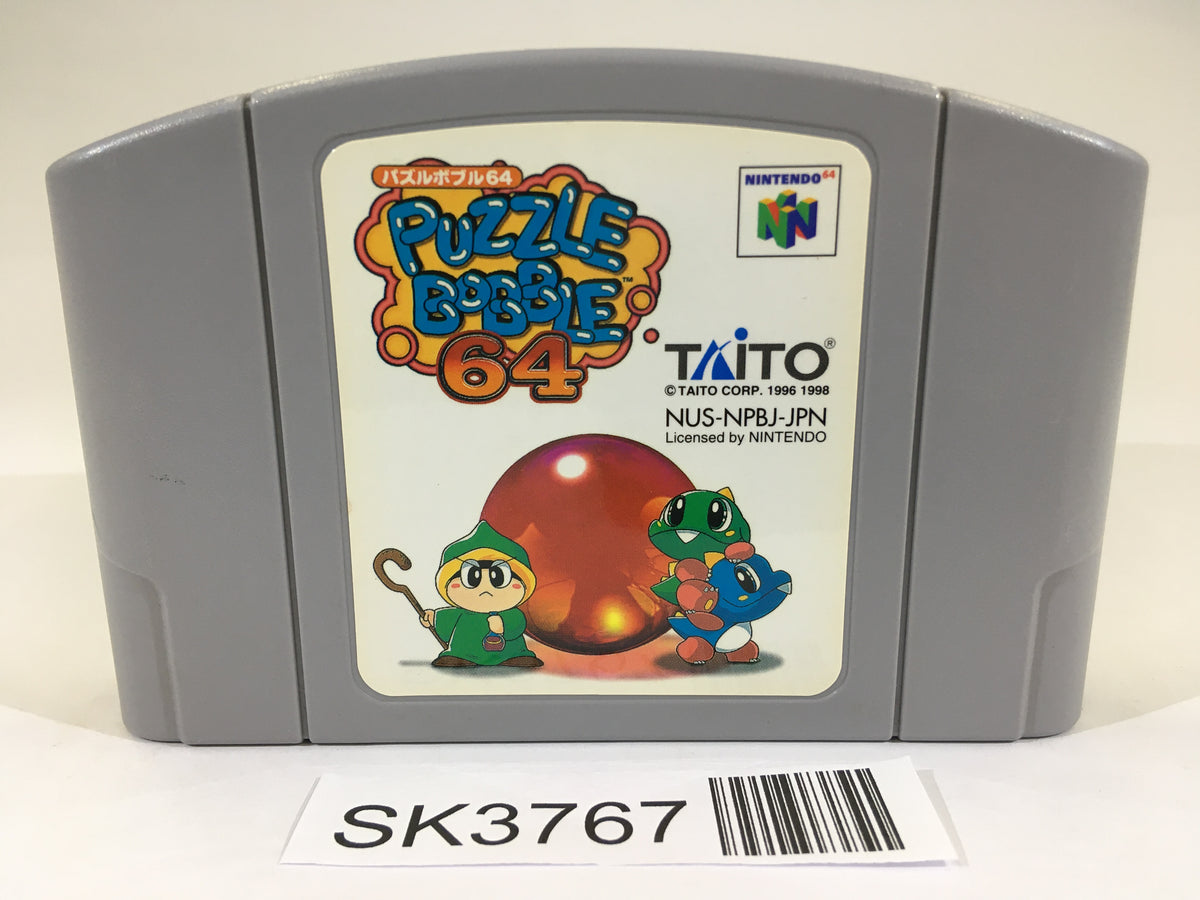 パズルボブル64
PUZZLE
BOBBLE™
64
NINTENDO64
TAITO®
© TAITO CORP. 1996 1998
NUS-NPBJ-JPN
Licensed by NINTENDO
SK3767